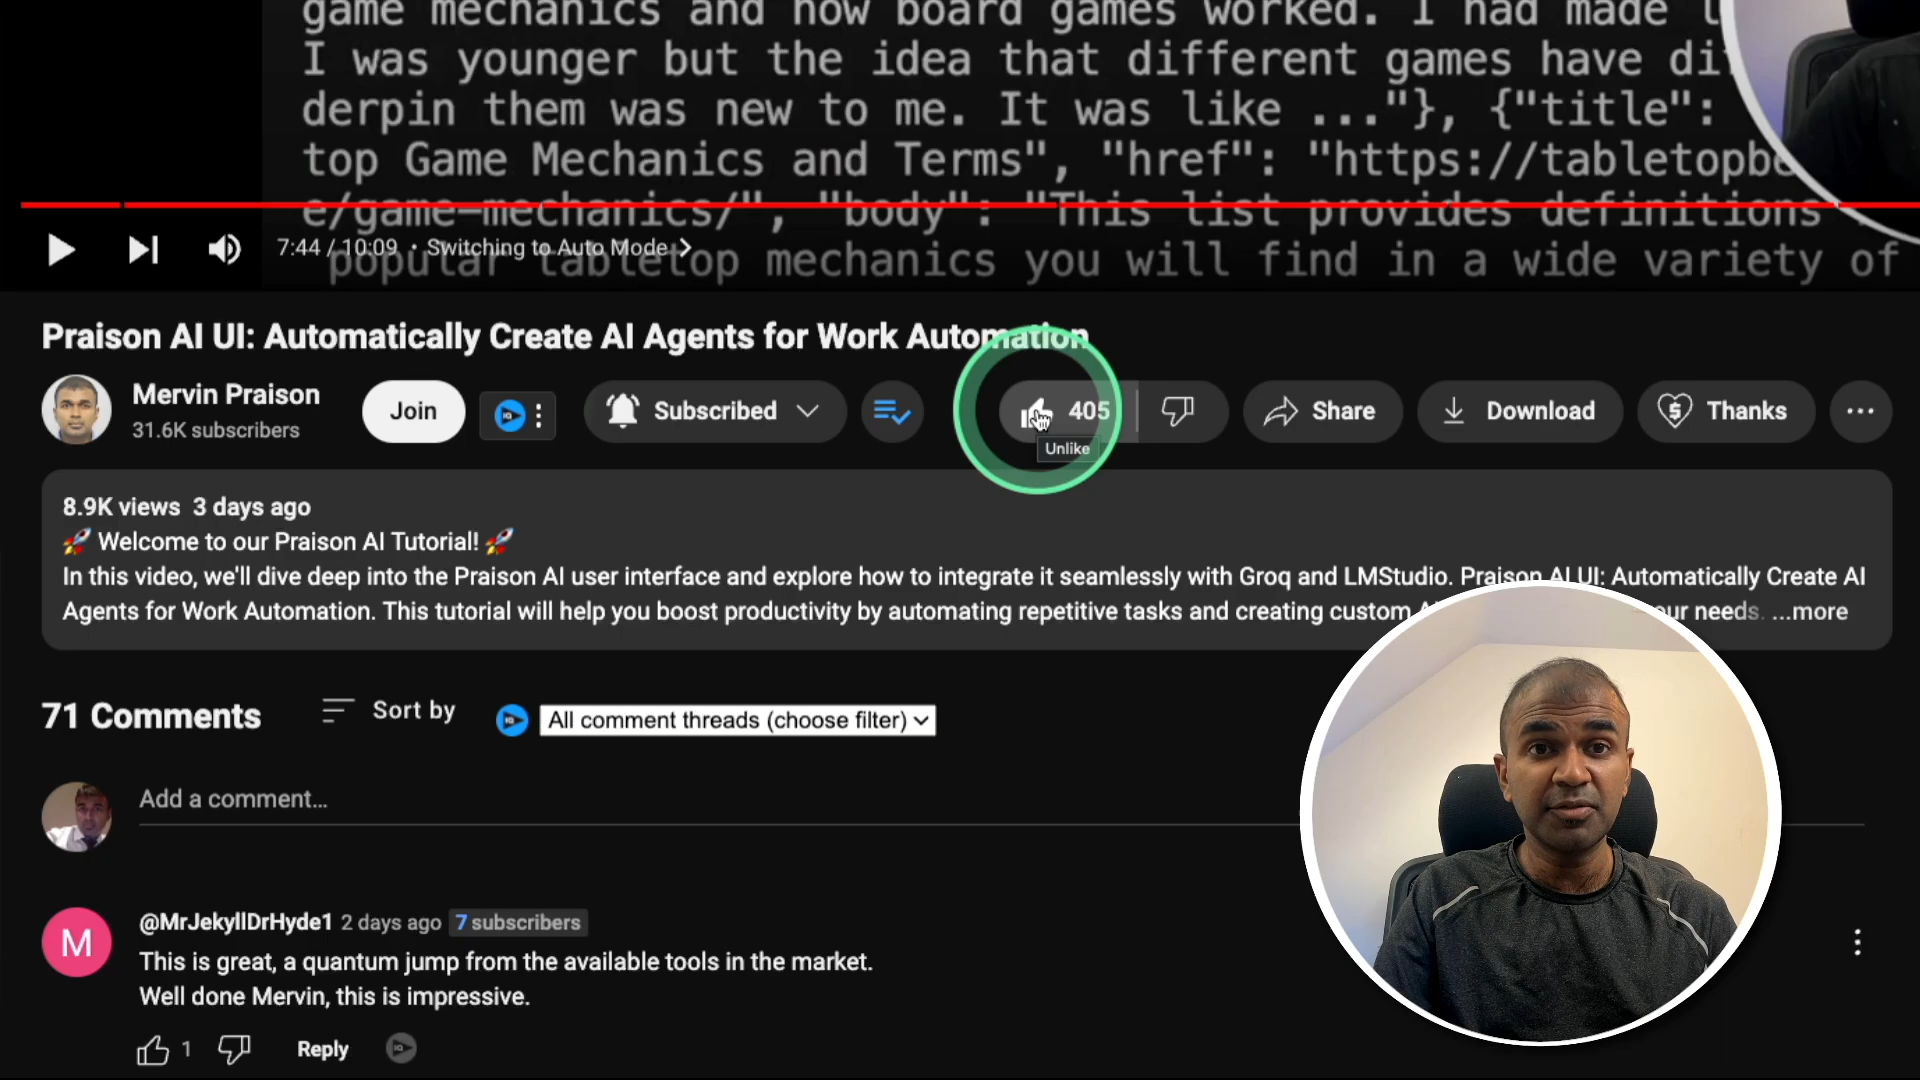 game mechanics and how board games worked. I had made
I was younger but the idea that different games have
derpin them was new to me. It was like ..."}, {"title":
top Game Mechanics and Terms", "href": "https://tabletopbe
e/game-mechanics/", "body": "This list provides definitions
7:44 / 10:09 • Switching to Auto Mode >
popular tabletop mechanics you will find in a wide variety of
Praison AI UI: Automatically Create AI Agents for Work Automation
Mervin Praison
31.6K subscribers
Join
Subscribed
405
Share
Download
Thanks
Unlike
8.9K views 3 days ago
🚀 Welcome to our Praison AI Tutorial! 🚀
In this video, we'll dive deep into the Praison AI user interface and explore how to integrate it seamlessly with Groq and LMStudio. Praison AI UI: Automatically Create AI
Agents for Work Automation. This tutorial will help you boost productivity by automating repetitive tasks and creating custom our needs. ...more
71 Comments
Sort by
All comment threads (choose filter)
Add a comment...
M
@MrJekyllDrHyde1 2 days ago 7 subscribers
This is great, a quantum jump from the available tools in the market.
Well done Mervin, this is impressive.
1
Reply